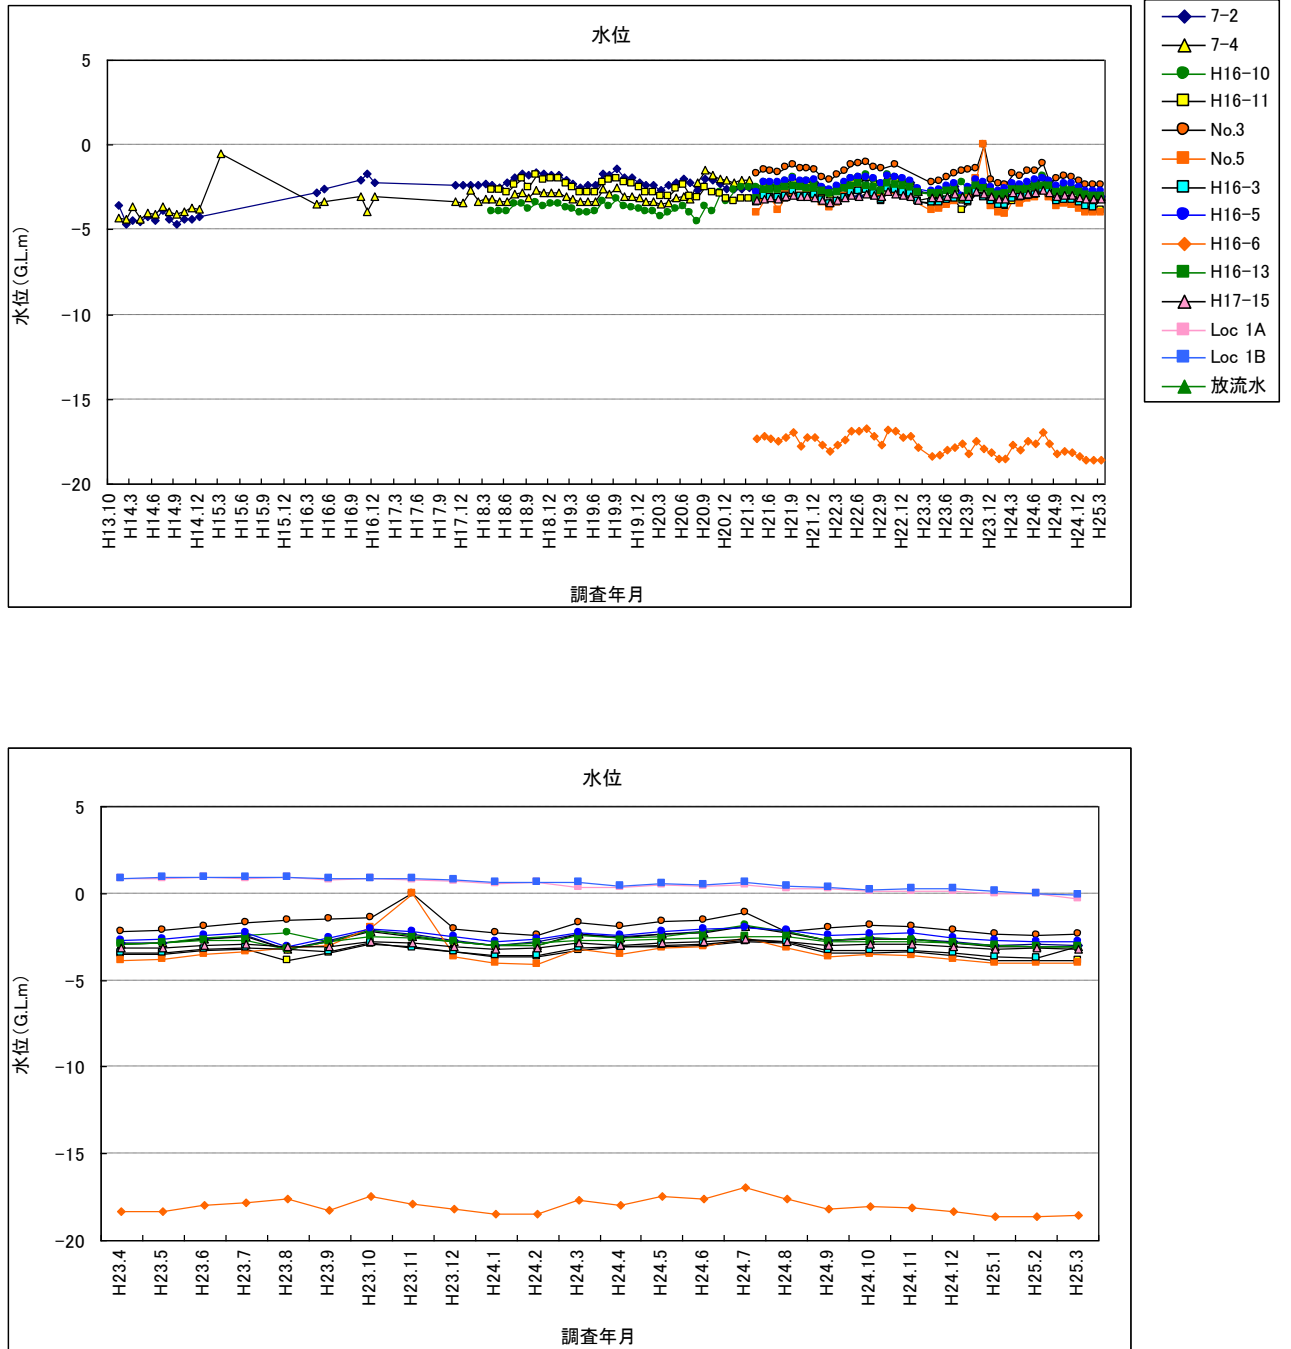 水位
5
0
−5
−10
−15
−20
水位(G.L.m)
H13.10
H14.3
H14.6
H14.9
H14.12
H15.3
H15.6
H15.9
H15.12
H16.3
H16.6
H16.9
H16.12
H17.3
H17.6
H17.9
H17.12
H18.3
H18.6
H18.9
H18.12
H19.3
H19.6
H19.9
H19.12
H20.3
H20.6
H20.9
H20.12
H21.3
H21.6
H21.9
H21.12
H22.3
H22.6
H22.9
H22.12
H23.3
H23.6
H23.9
H23.12
H24.3
H24.6
H24.9
H24.12
H25.3
調査年月
7−2
7−4
H16−10
H16−11
No.3
No.5
H16−3
H16−5
H16−6
H16−13
H17−15
Loc 1A
Loc 1B
放流水
水位
5
0
−5
−10
−15
−20
水位(G.L.m)
H23.4
H23.5
H23.6
H23.7
H23.8
H23.9
H23.10
H23.11
H23.12
H24.1
H24.2
H24.3
H24.4
H24.5
H24.6
H24.7
H24.8
H24.9
H24.10
H24.11
H24.12
H25.1
H25.2
H25.3
調査年月